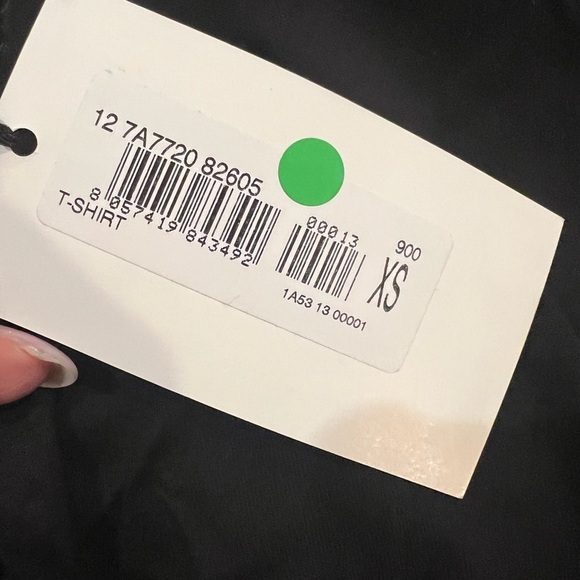 12 7A7720 82605
8 057419 843492
T-SHIRT
00013
900
XS
1A53 13 00001